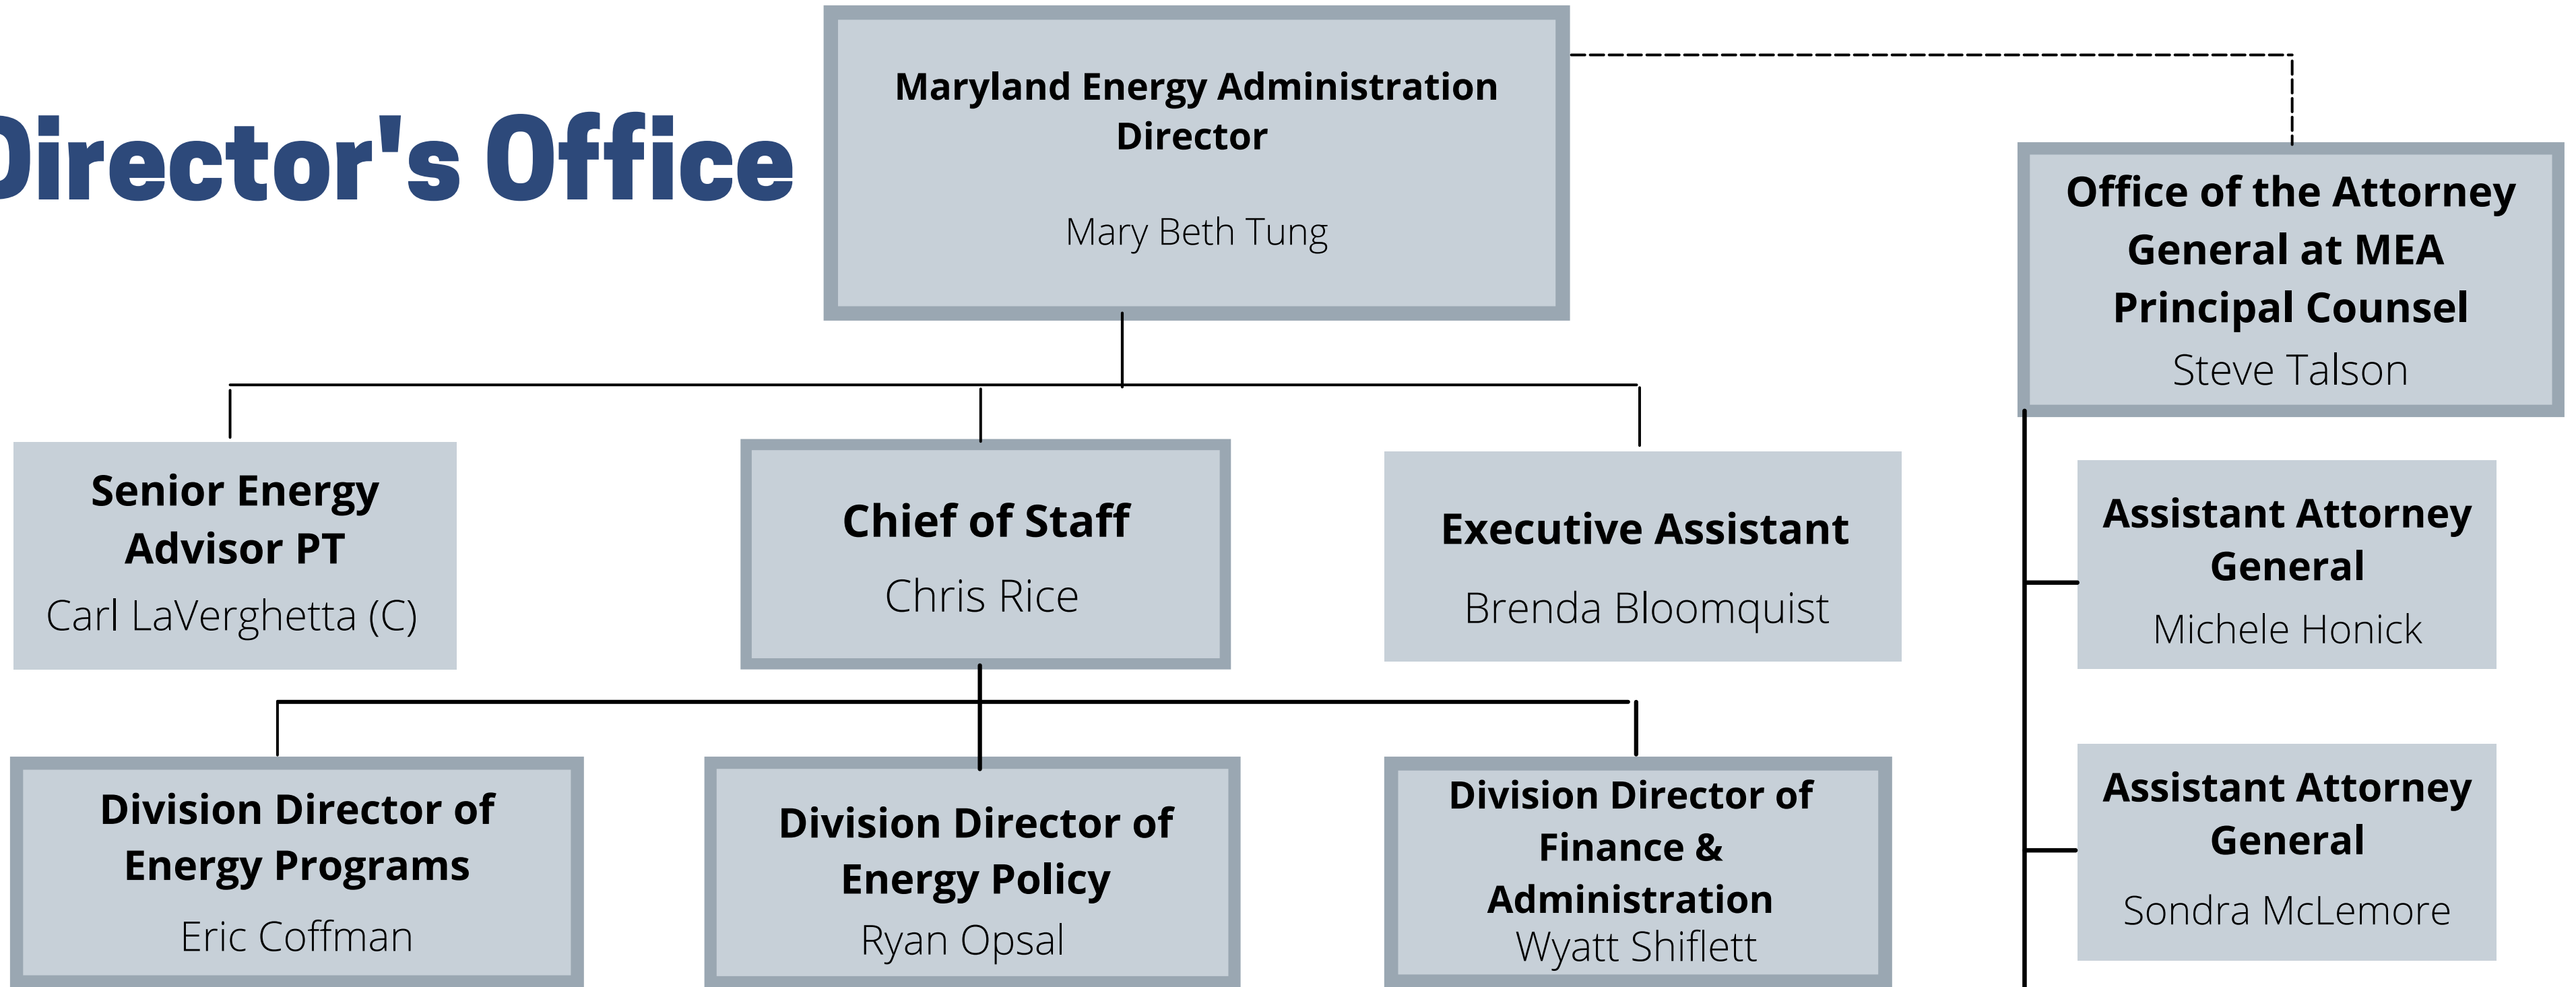 Director's Office
Maryland Energy Administration
Director
Mary Beth Tung
Office of the Attorney
General at MEA
Principal Counsel
Steve Talson
Senior Energy
Advisor PT
Carl LaVerghetta (C)
Chief of Staff
Chris Rice
Executive Assistant
Brenda Bloomquist
Assistant Attorney
General
Michele Honick
Division Director of
Energy Programs
Eric Coffman
Division Director of
Energy Policy
Ryan Opsal
Division Director of
Finance &
Administration
Wyatt Shiflett
Assistant Attorney
General
Sondra McLemore